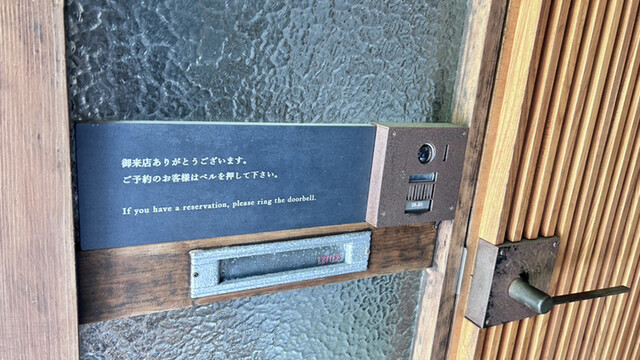 御来店ありがとうございます。
ご予約のお客様はベルを押して下さい。
If you have a reservation, please ring the doorbell.